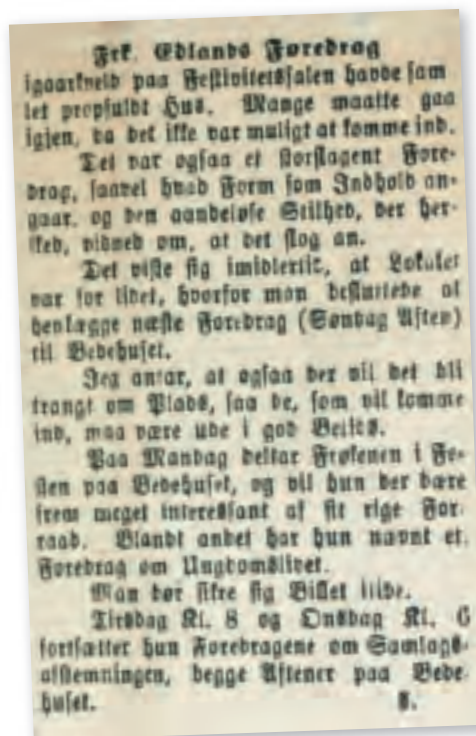 Frk. Edlands Foredrag
igaarkveld paa Festivitetssalen havde sam
let propfuldt Hus. Mange maatte gaa
igjen, da det ikke var muligt at komme ind.
Det var ogsaa et storslagent Fore-
drag, saavel hvad Form som Indhold an-
gaar, og den aandeløse Stilhed, der her-
sked, vidned om, at det slog an.
Det viste sig imidlertid, at Lokalet
var for lidet, hvorfor man besluttede at
henlægge næste Foredrag (Søndag Aften)
til Bedehuset.
Jeg antar, at ogsaa der vil det bli
trangt om Plads, saa de, som vil komme
ind, maa være ude i god Betids.
Paa Mandag deltar Frøkenen i Fe-
sten paa Bedehuset, og vil hun der bære
frem meget interessant af sit rige For-
raad. Blandt andet har hun nævnt et
Foredrag om Ungdomslivet.
Man bør sikre sig Billet itide.
Tirsdag Kl. 8 og Onsdag Kl. 6
fortsætter hun Foredragene om Samlags-
afstemningen, begge Aftener paa Bede-
huset.